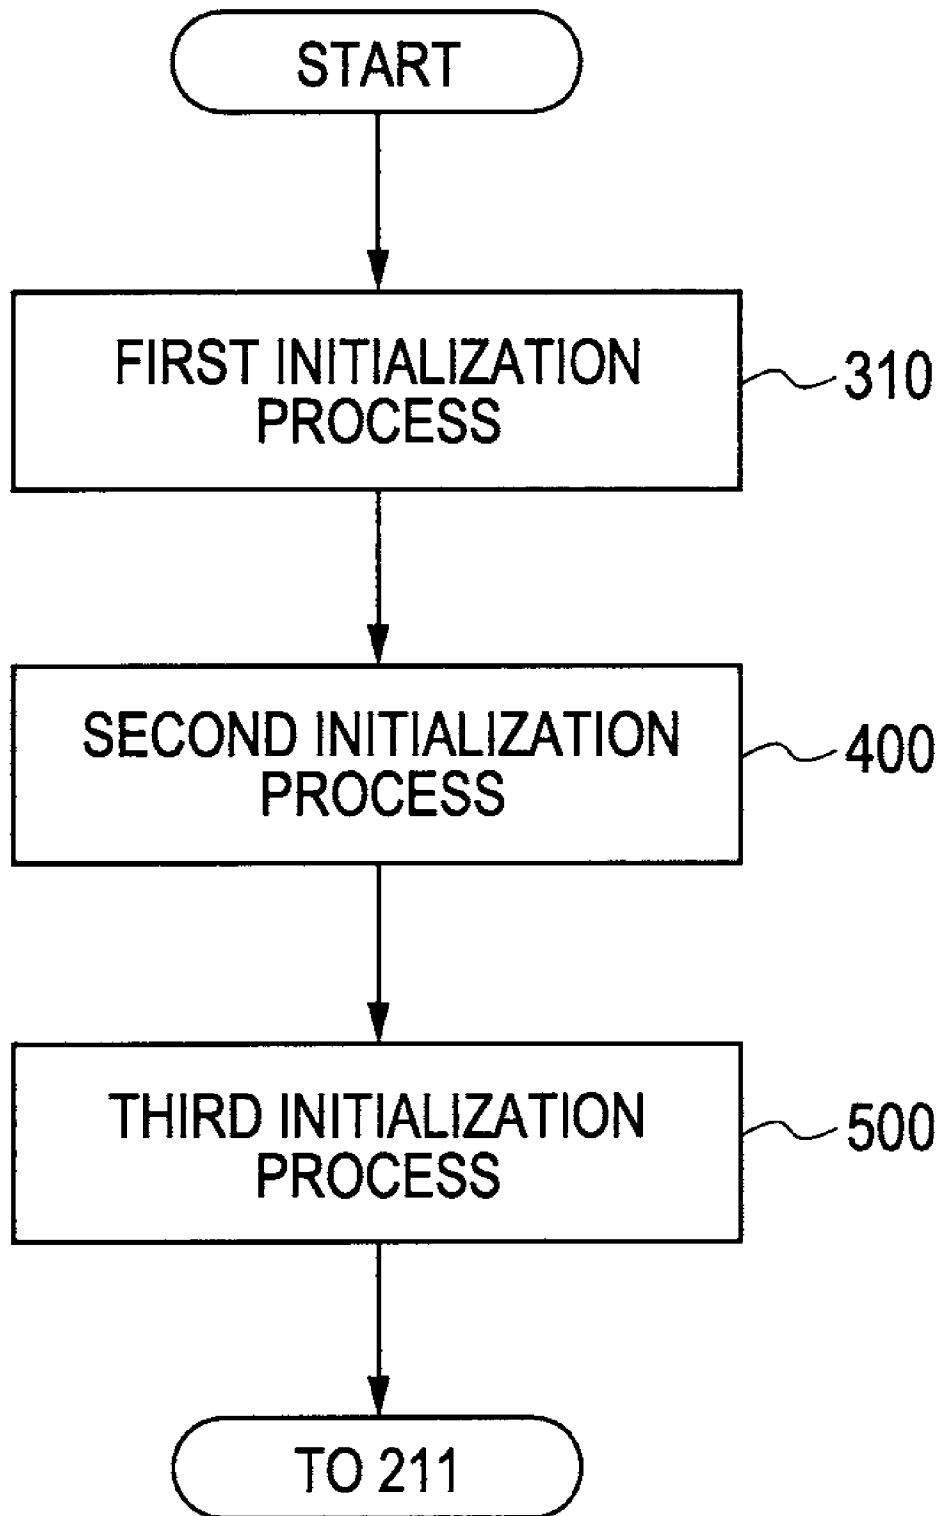 START
FIRST INITIALIZATION
PROCESS
310
SECOND INITIALIZATION
PROCESS
400
THIRD INITIALIZATION
PROCESS
500
TO 211